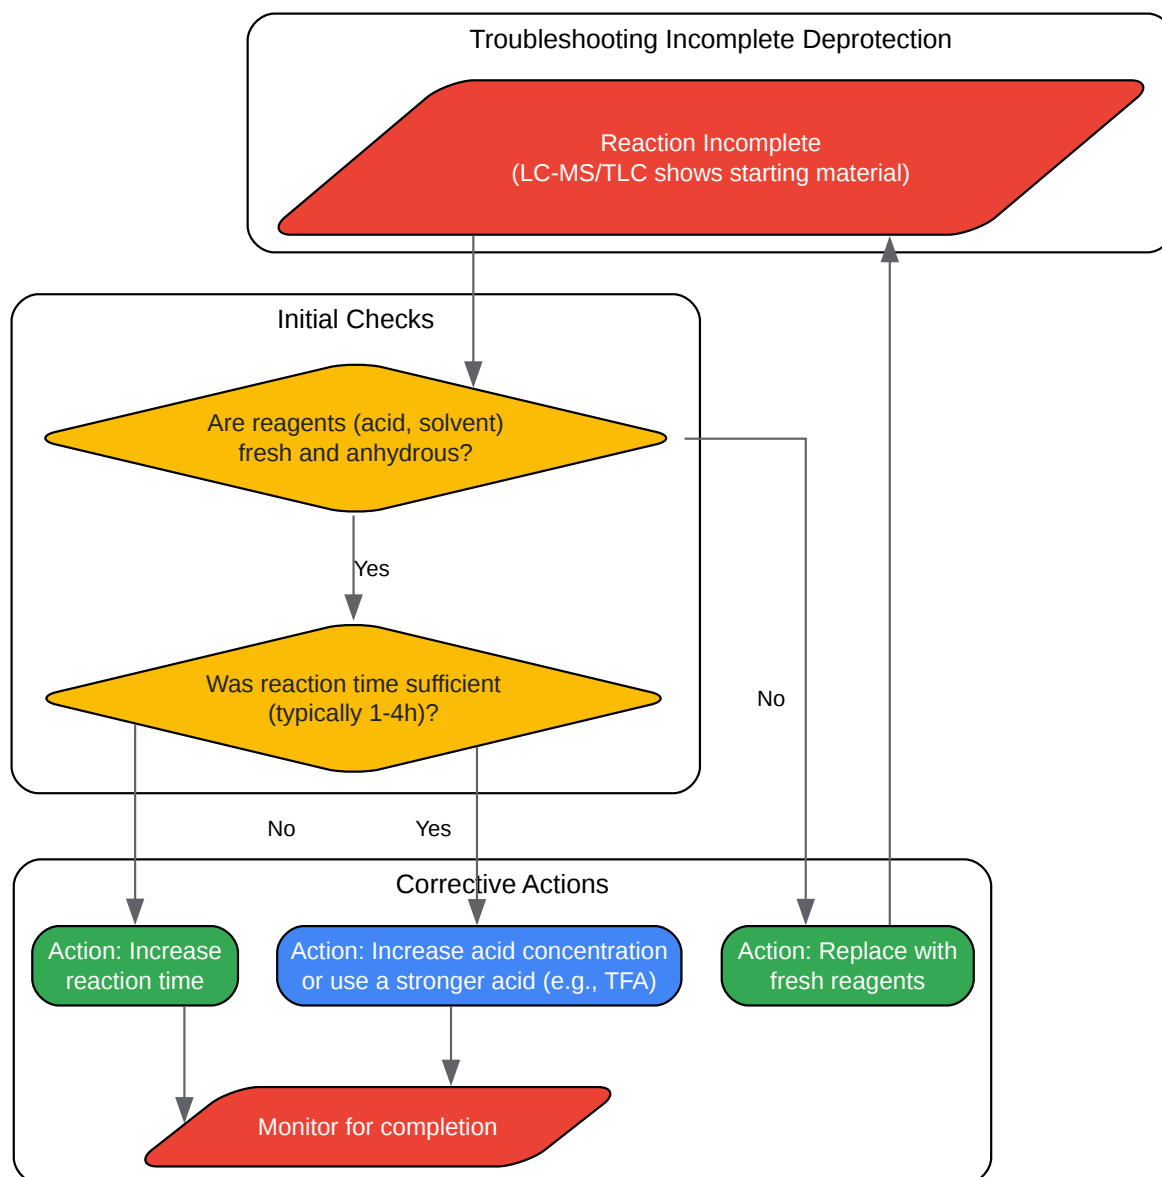 Troubleshooting Incomplete Deprotection
Reaction Incomplete
(LC-MS/TLC shows starting material)
Initial Checks
Are reagents (acid, solvent)
fresh and anhydrous?
Yes
Was reaction time sufficient
(typically 1-4h)?
No
No
Yes
Corrective Actions
Action: Increase
reaction time
Action: Increase acid concentration
or use a stronger acid (e.g., TFA)
Action: Replace with
fresh reagents
Monitor for completion